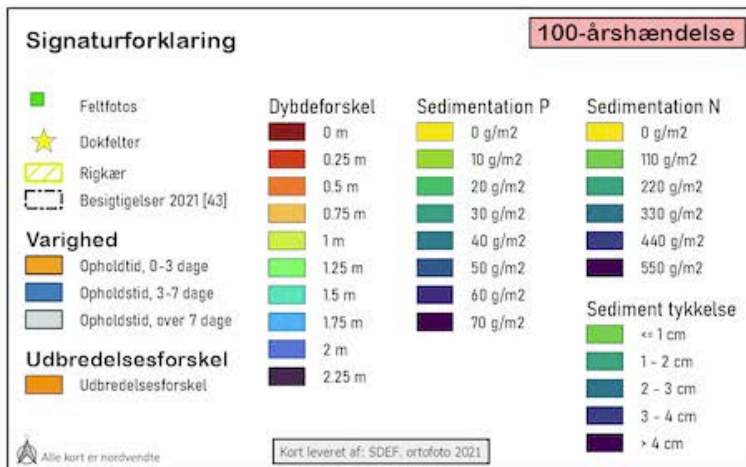 Signaturforklaring
100-årshændelse
Feltfotos
Dokfelter
Rigkær
Besigtigelser 2021 [43]
Varighed
Opholdtid, 0-3 dage
Opholdstid, 3-7 dage
Opholdstid, over 7 dage
Udbredelsesforskel
Udbredelsesforskel
Dybdeforskel
0 m
0.25 m
0.5 m
0.75 m
1 m
1.25 m
1.5 m
1.75 m
2 m
2.25 m
Sedimentation P
0 g/m2
10 g/m2
20 g/m2
30 g/m2
40 g/m2
50 g/m2
60 g/m2
70 g/m2
Sedimentation N
0 g/m2
110 g/m2
220 g/m2
330 g/m2
440 g/m2
550 g/m2
Sediment tykkelse
<= 1 cm
1 - 2 cm
2 - 3 cm
3 - 4 cm
> 4 cm
Alle kort er nordvendte
Kort leveret af: SDEF, ortofoto 2021